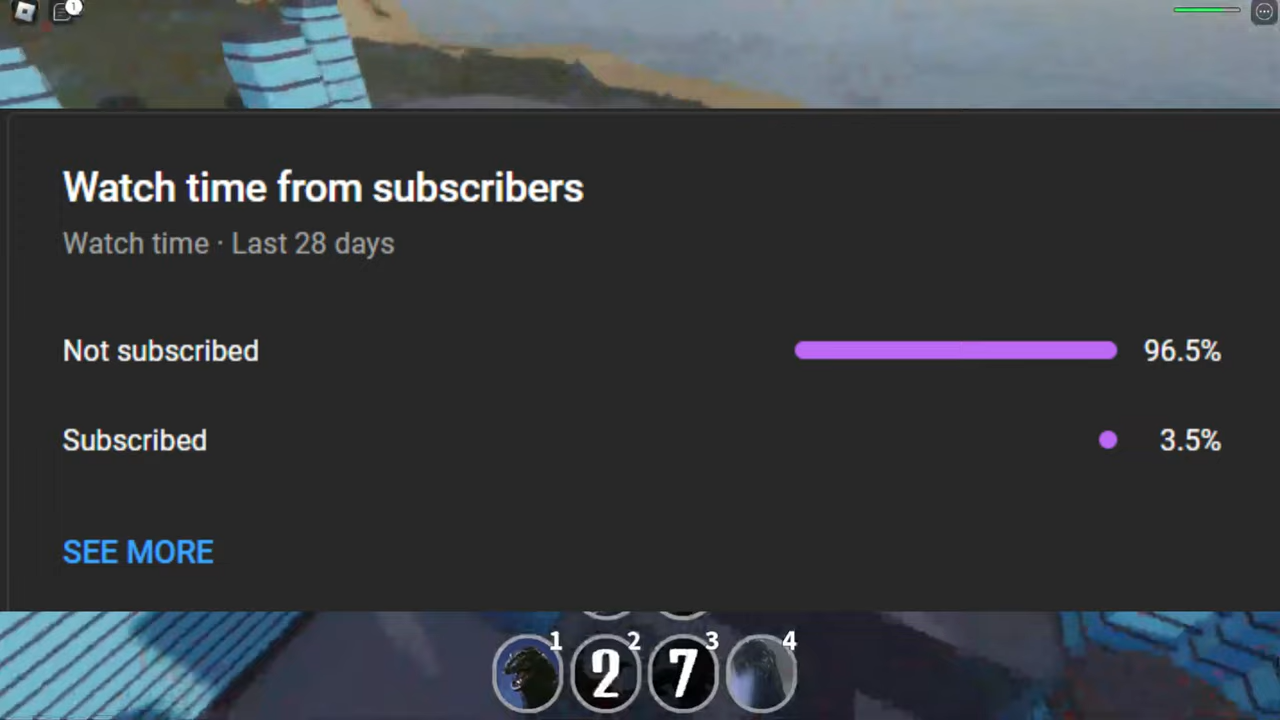 1
Watch time from subscribers
Watch time · Last 28 days
Not subscribed 96.5%
Subscribed 3.5%
SEE MORE
1 2 3 4
2 7